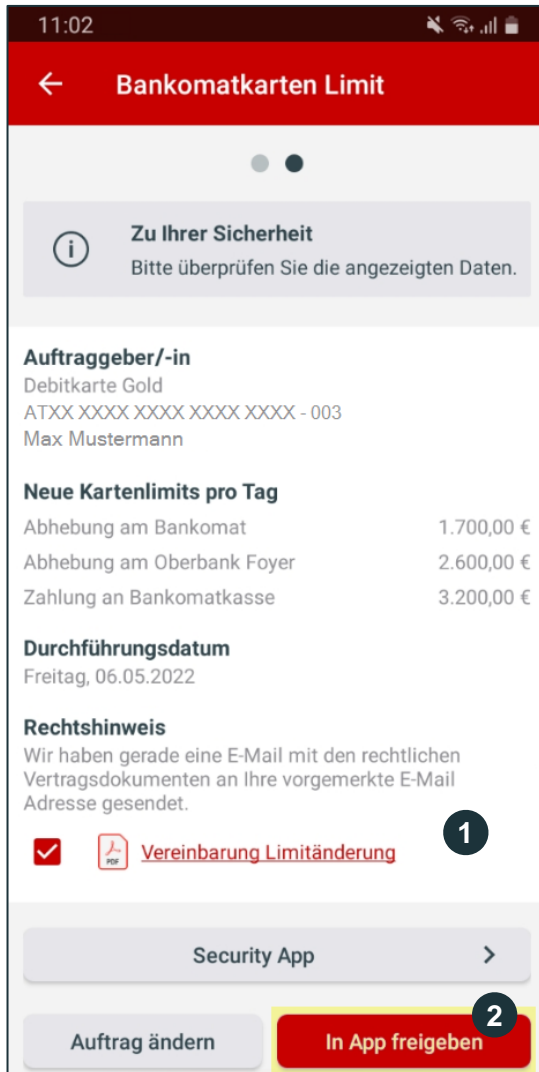 11:02
Bankomatkarten Limit
Zu Ihrer Sicherheit
Bitte überprüfen Sie die angezeigten Daten.
Auftraggeber/-in
Debitkarte Gold
ATXX XXXX XXXX XXXX XXXX - 003
Max Mustermann
Neue Kartenlimits pro Tag
Abhebung am Bankomat 1.700,00 €
Abhebung am Oberbank Foyer 2.600,00 €
Zahlung an Bankomatkasse 3.200,00 €
Durchführungsdatum
Freitag, 06.05.2022
Rechtshinweis
Wir haben gerade eine E-Mail mit den rechtlichen
Vertragsdokumenten an Ihre vorgemerkte E-Mail
Adresse gesendet.
1
PDF Vereinbarung Limitänderung
Security App
2
Auftrag ändern In App freigeben